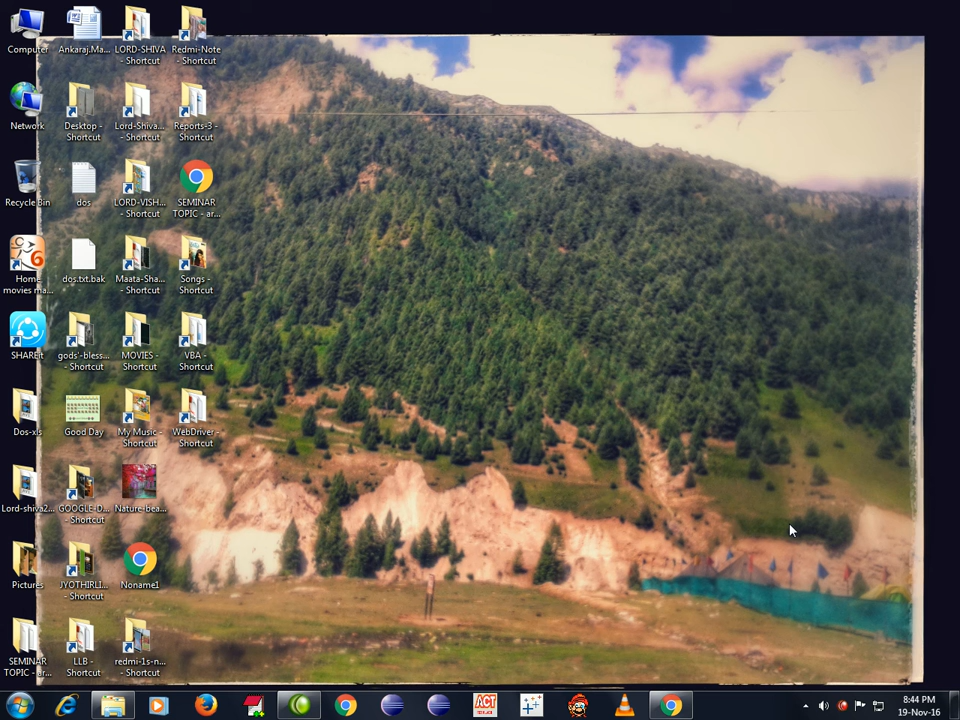 Computer
Ankaraj.Ma...
LORD-SHIVA
- Shortcut
Redmi-Note
- Shortcut
Network
Desktop -
Shortcut
Lord-Shiva...
- Shortcut
Reports-3 -
Shortcut
Recycle Bin
dos
LORD-VISH...
- Shortcut
SEMINAR
TOPIC - ar...
Home
movies ma...
dos.txt.bak
Maata-Sha...
- Shortcut
Songs -
Shortcut
SHAREit
gods'-bless...
- Shortcut
MOVIES -
Shortcut
VBA -
Shortcut
Dos-xls
Good Day
My Music -
Shortcut
WebDriver -
Shortcut
Lord-shiva2...
GOOGLE-D...
- Shortcut
Nature-bea...
Pictures
JYOTHIRLI...
- Shortcut
Noname1
SEMINAR
TOPIC - ar...
LLB -
Shortcut
redmi-1s-n...
- Shortcut
ACT
8:44 PM
19-Nov-16